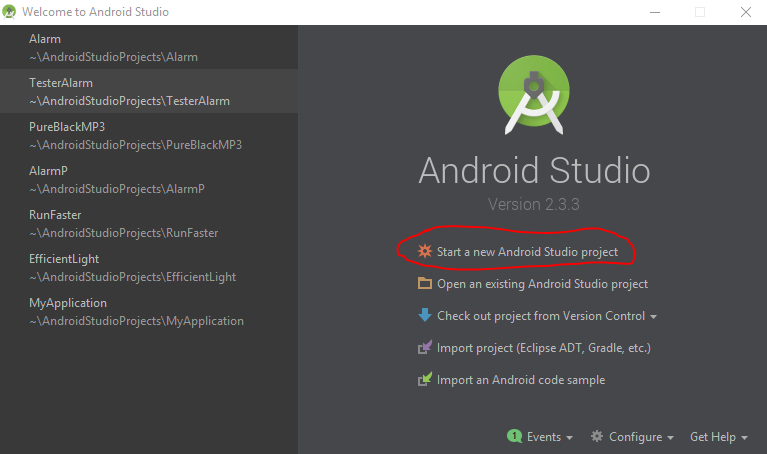 Welcome to Android Studio
Alarm
~\AndroidStudioProjects\Alarm
TesterAlarm
~\AndroidStudioProjects\TesterAlarm
PureBlackMP3
~\AndroidStudioProjects\PureBlackMP3
AlarmP
~\AndroidStudioProjects\AlarmP
RunFaster
~\AndroidStudioProjects\RunFaster
EfficientLight
~\AndroidStudioProjects\EfficientLight
MyApplication
~\AndroidStudioProjects\MyApplication
Android Studio
Version 2.3.3
Start a new Android Studio project
Open an existing Android Studio project
Check out project from Version Control
Import project (Eclipse ADT, Gradle, etc.)
Import an Android code sample
1 Events Configure Get Help